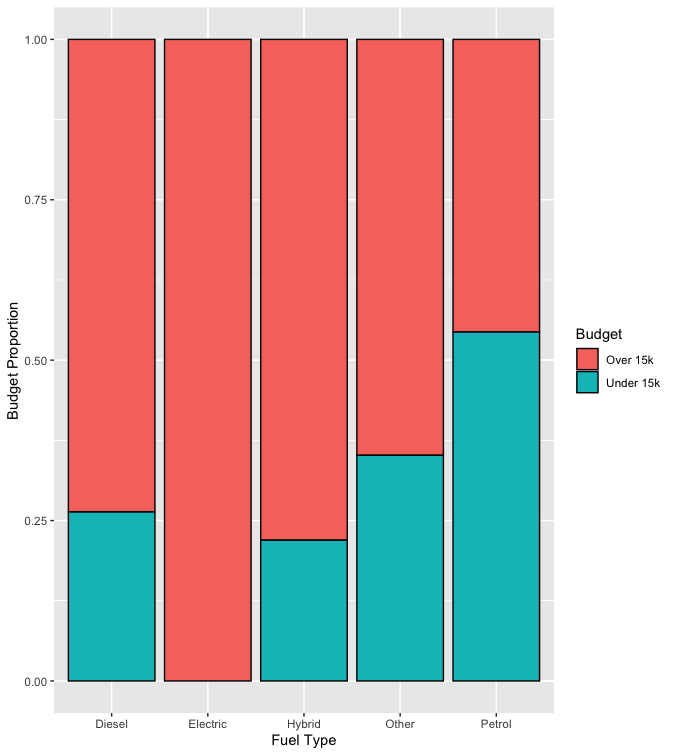 1.00
0.75
0.50
0.25
0.00
Budget Proportion
Diesel Electric Hybrid Other Petrol
Fuel Type
Budget
Over 15k
Under 15k